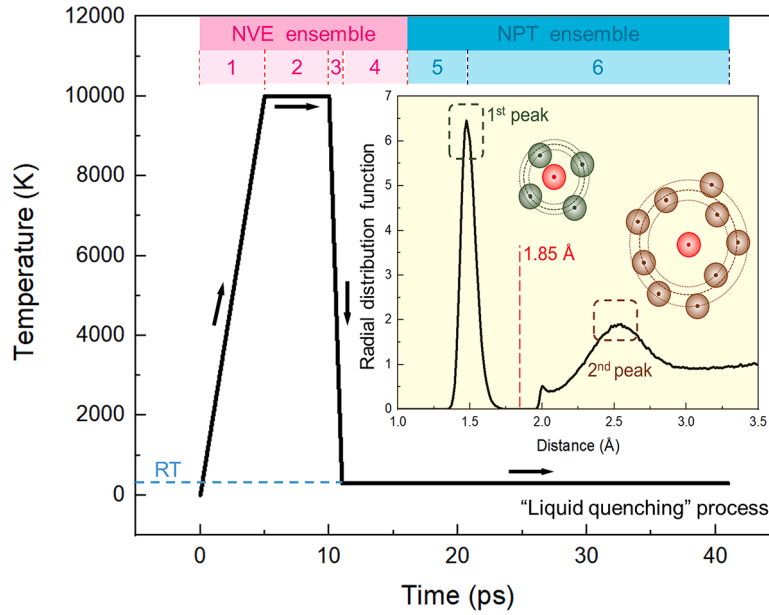 NVE ensemble
NPT ensemble
1
2
3
4
5
6
12000
10000
8000
6000
4000
2000
0
Temperature (K)
RT
0
10
20
30
40
Time (ps)
"Liquid quenching" process
7
6
5
4
3
2
1
0
Radial distribution function
1st peak
1.85 Å
2nd peak
1.0
1.5
2.0
2.5
3.0
3.5
Distance (Å)